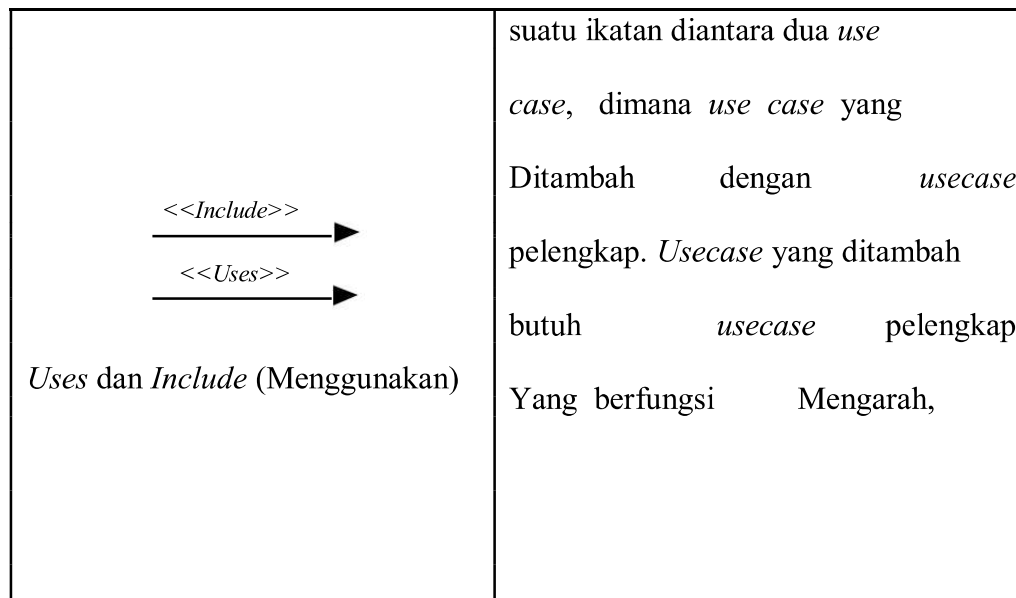 <<Include>>
<<Uses>>
Uses dan Include (Menggunakan)
suatu ikatan diantara dua use
case, dimana use case yang
Ditambah dengan usecase
pelengkap. Usecase yang ditambah
butuh usecase pelengkap
Yang berfungsi Mengarah,